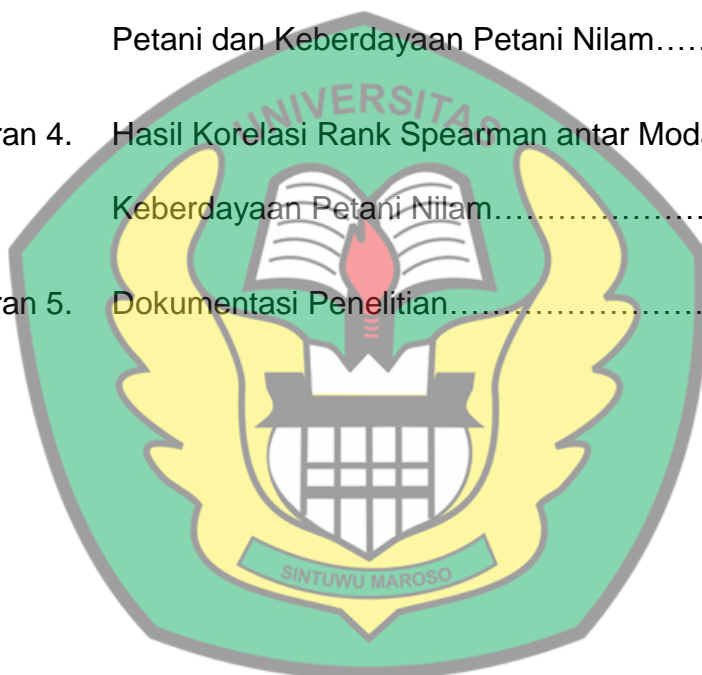 Petani dan Keberdayaan Petani Nilam……
ran 4. Hasil Korelasi Rank Spearman antar Moda
Keberdayaan Petani Nilam……………………
ran 5. Dokumentasi Penelitian…………………………
UNIVERSITAS
SINTUWU MAROSO